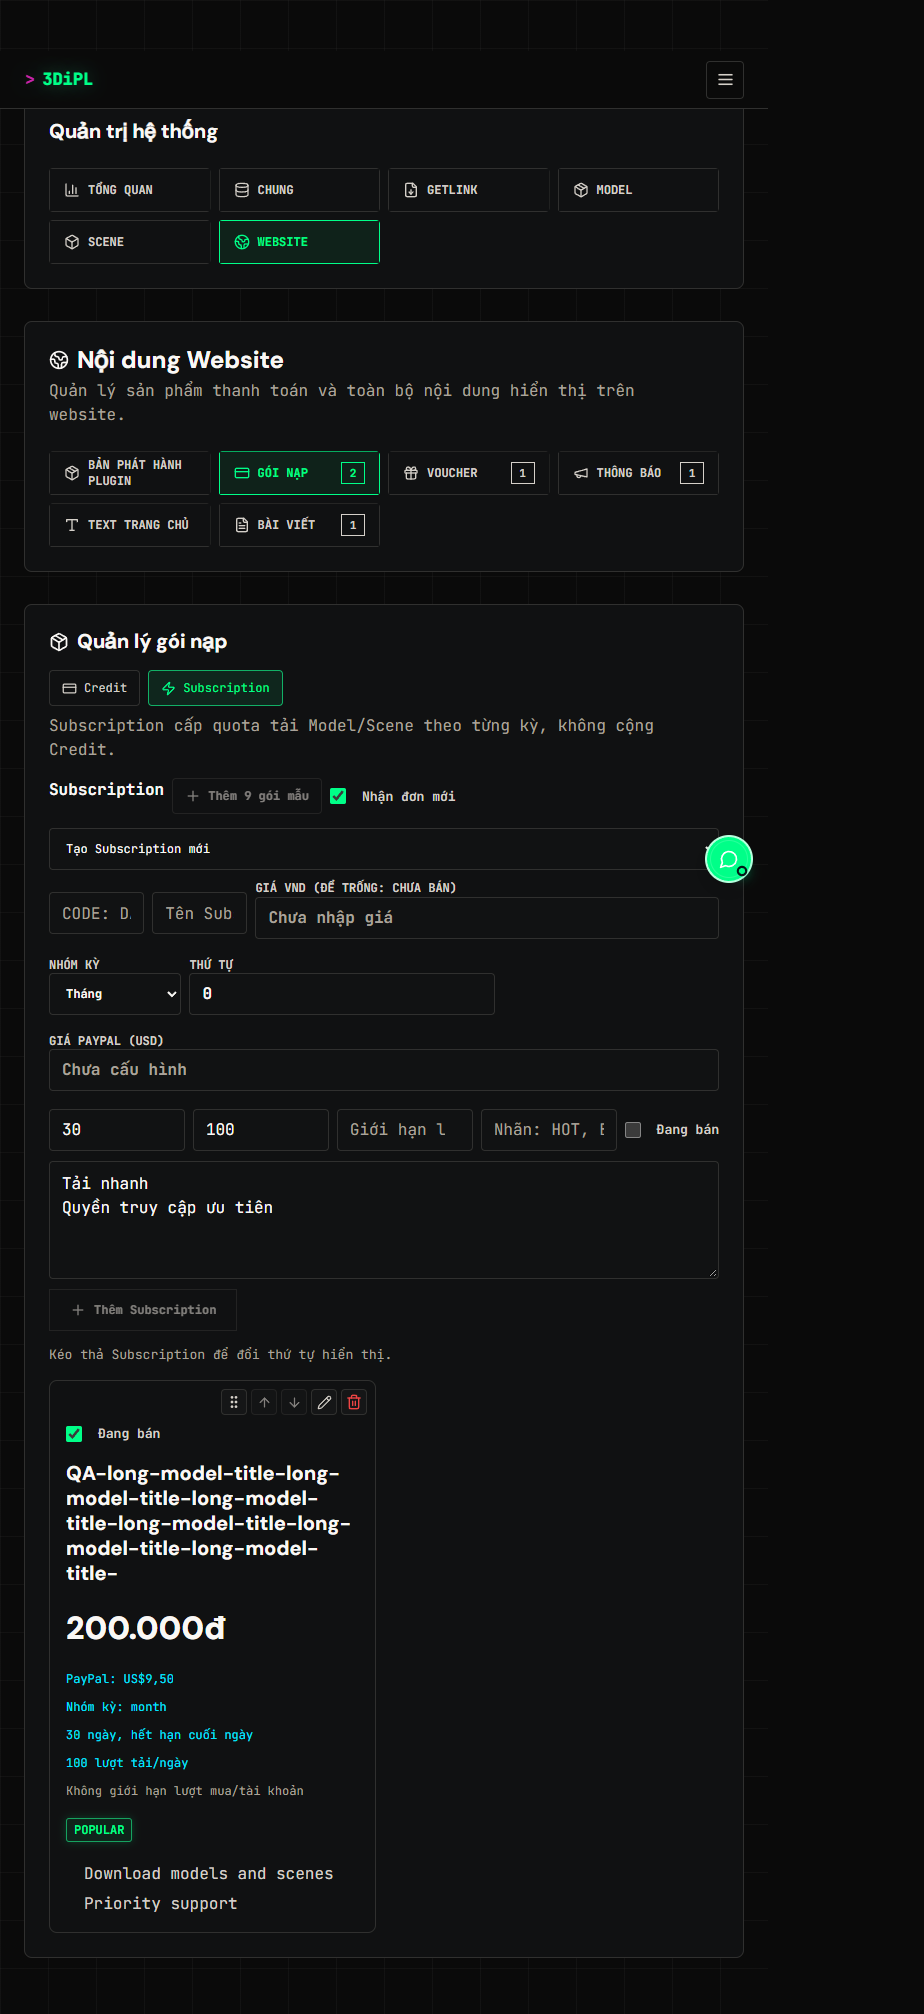 > 3DiPL
Quản trị hệ thống
TỔNG QUAN
CHUNG
GETLINK
MODEL
SCENE
WEBSITE
Nội dung Website
Quản lý sản phẩm thanh toán và toàn bộ nội dung hiển thị trên
website.
BẢN PHÁT HÀNH
PLUGIN
GÓI NẠP 2
VOUCHER 1
THÔNG BÁO 1
TEXT TRANG CHỦ
BÀI VIẾT 1
Quản lý gói nạp
Credit
Subscription
Subscription cấp quota tải Model/Scene theo từng kỳ, không cộng
Credit.
Subscription
+ Thêm 9 gói mẫu
Nhận đơn mới
Tạo Subscription mới
GIÁ VND (ĐỂ TRỐNG: CHƯA BÁN)
CODE: D
Tên Sub
Chưa nhập giá
NHÓM KỲ
THỨ TỰ
Tháng
0
GIÁ PAYPAL (USD)
Chưa cấu hình
30
100
Giới hạn l
Nhãn: HOT,
Đang bán
Tải nhanh
Quyền truy cập ưu tiên
+ Thêm Subscription
Kéo thả Subscription để đổi thứ tự hiển thị.
Đang bán
QA-long-model-title-long-
model-title-long-model-
title-long-model-title-long-
model-title-long-model-
title-
200.000đ
PayPal: US$9,50
Nhóm kỳ: month
30 ngày, hết hạn cuối ngày
100 lượt tải/ngày
Không giới hạn lượt mua/tài khoản
POPULAR
Download models and scenes
Priority support